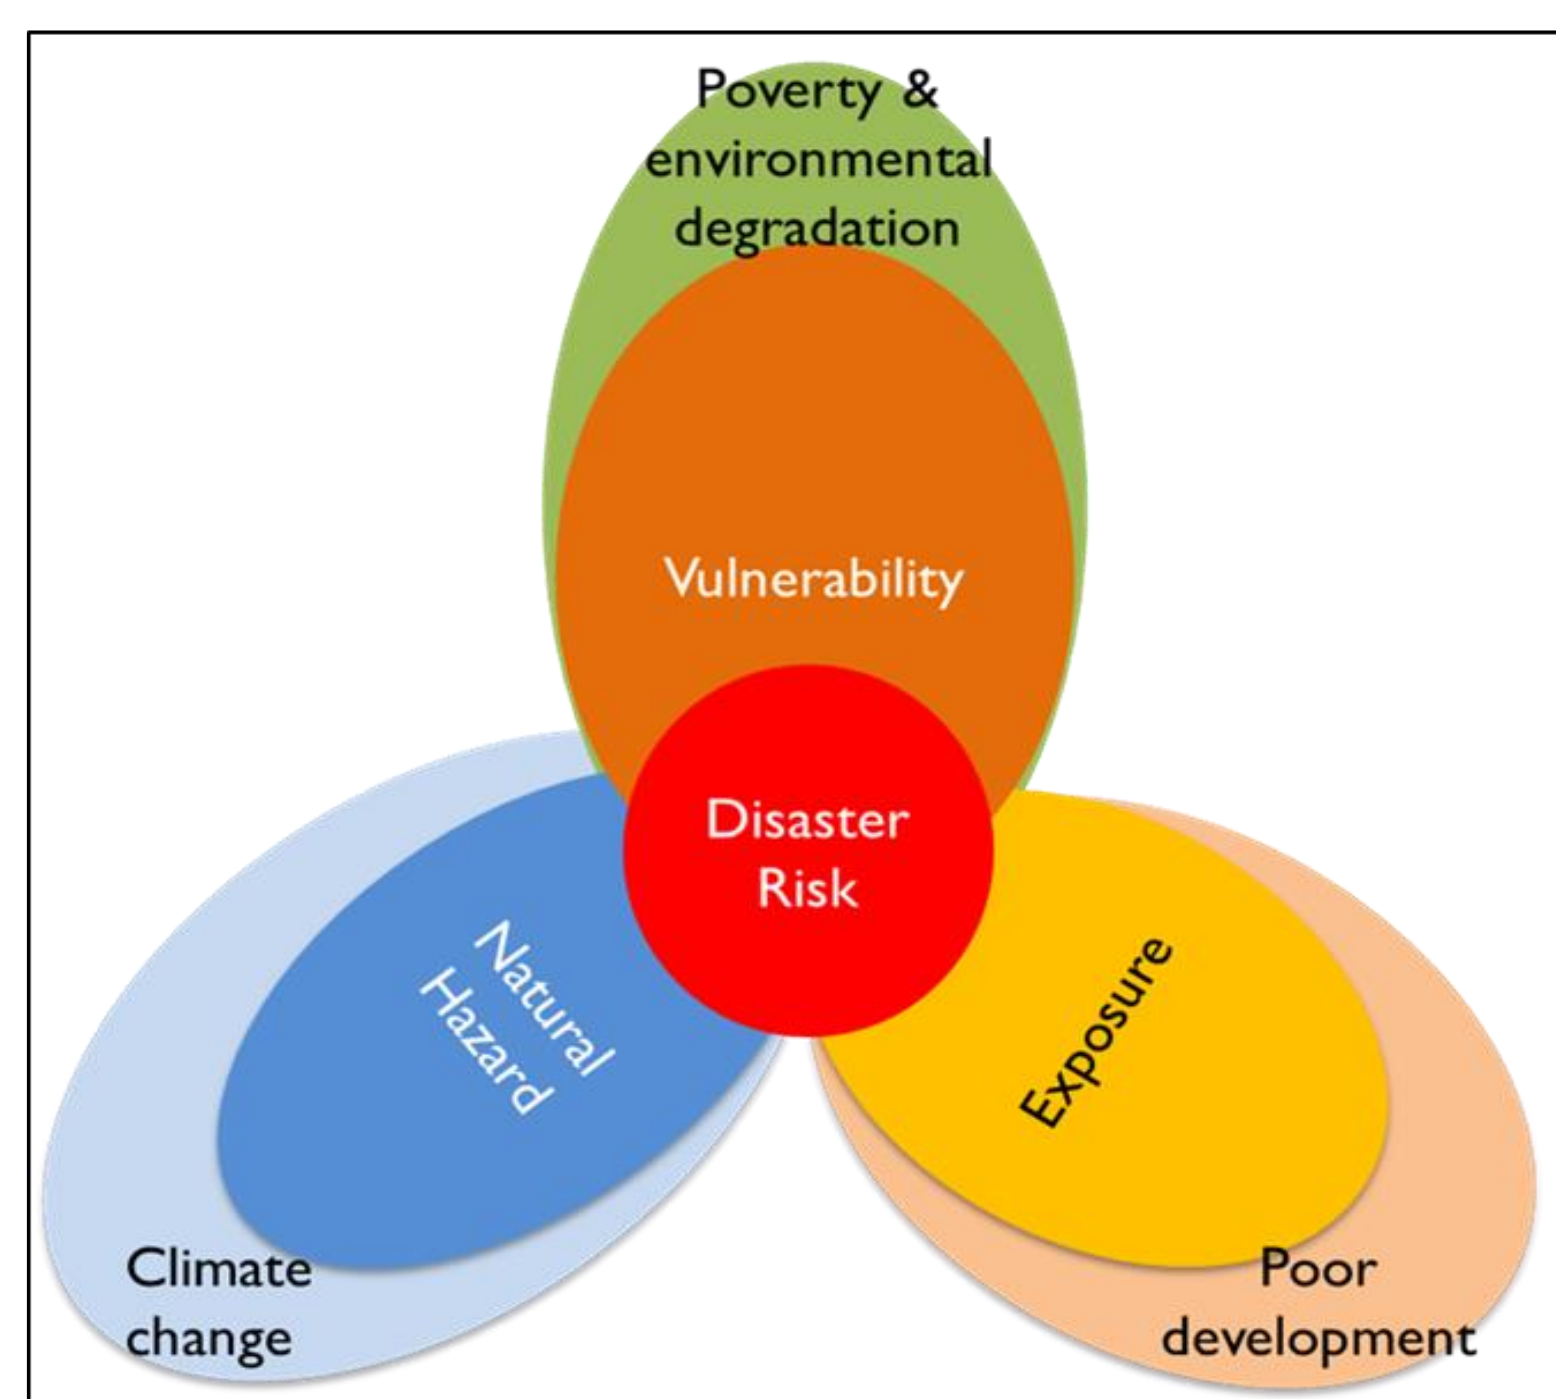 Poverty &
environmental
degradation
Vulnerability
Disaster
Risk
Natural
Hazard
Exposure
Climate
change
Poor
development